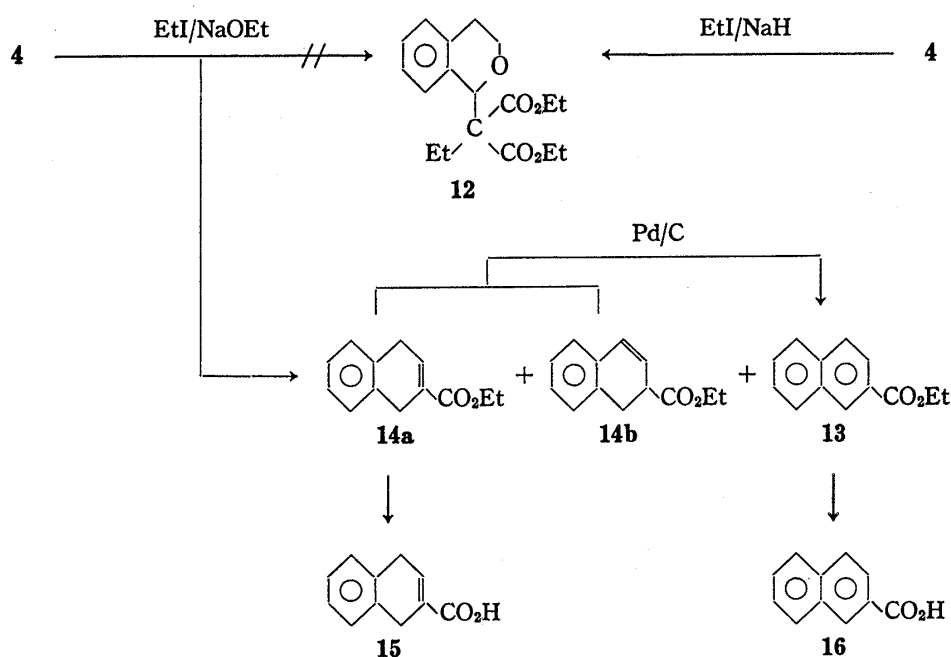 EtI/NaOEt
EtI/NaH
4
4
O
CO₂Et
C
Et
CO₂Et
12
Pd/C
+
+
CO₂Et
CO₂Et
CO₂Et
14a
14b
13
CO₂H
CO₂H
15
16